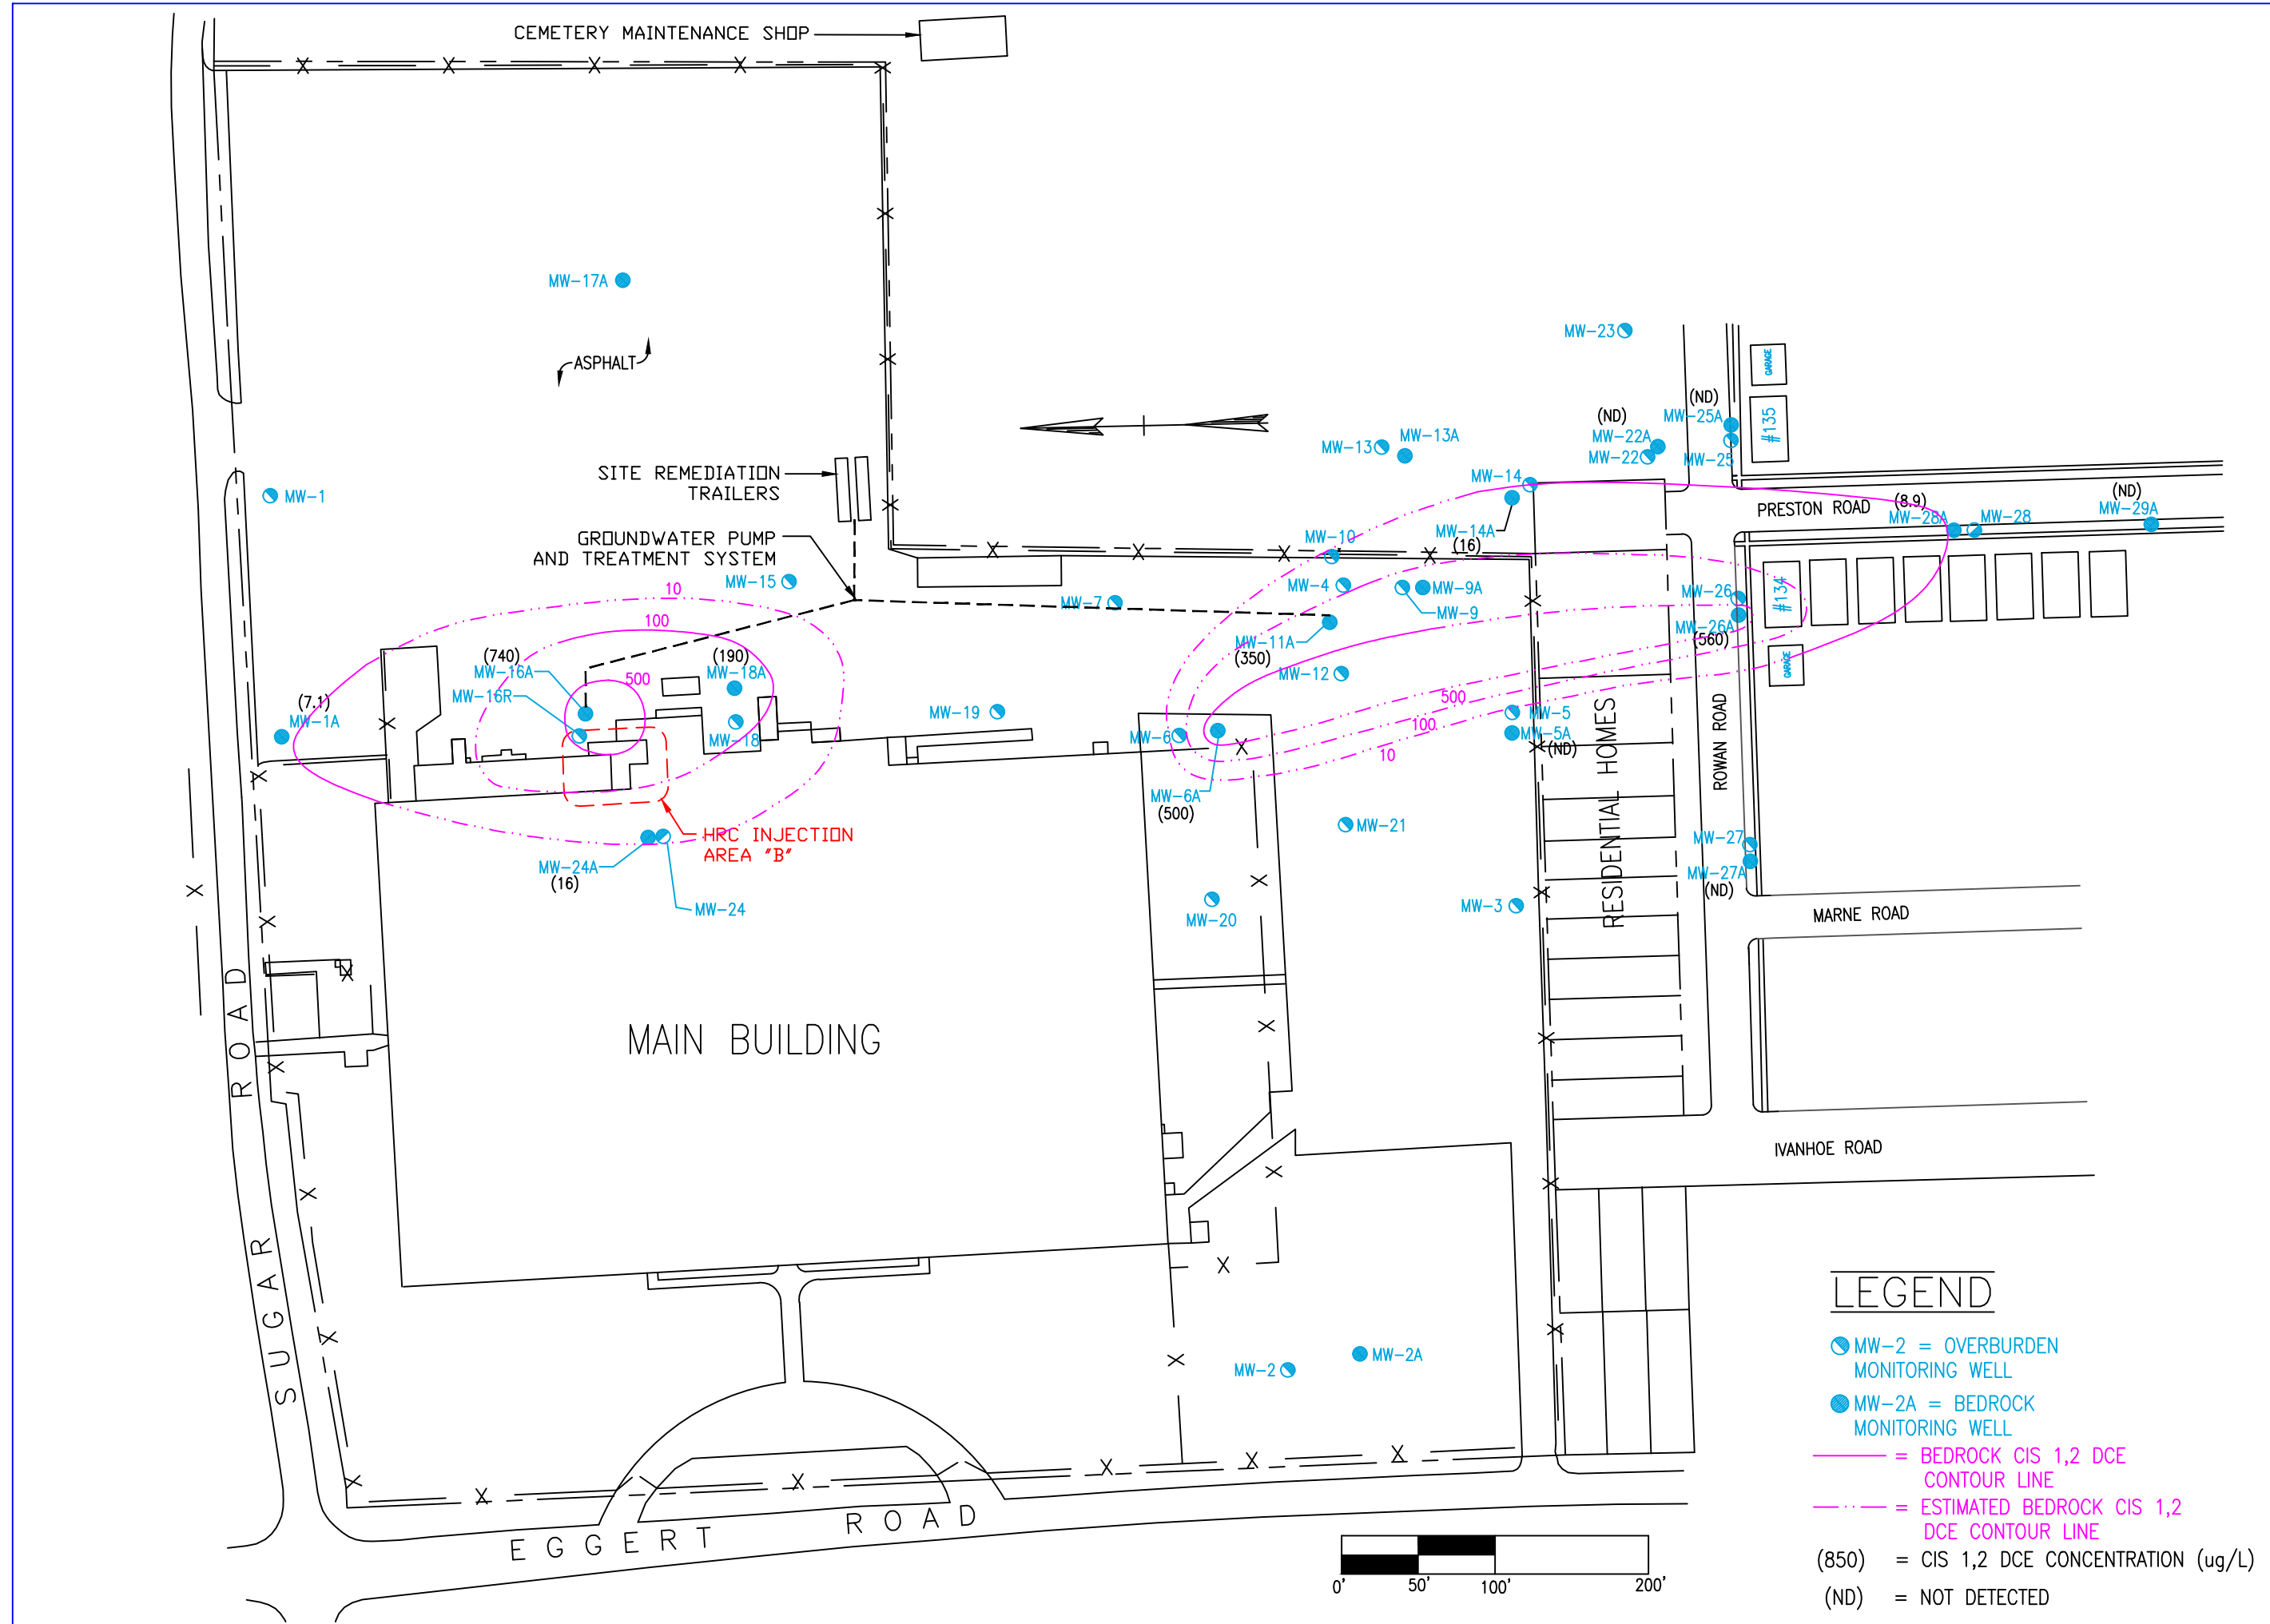 CEMETERY MAINTENANCE SHOP
MW-17A
ASPHALT
MW-23
GARAGE
#135
(ND)
MW-25A
(ND)
MW-22A
MW-22
MW-25
MW-13
MW-13A
SITE REMEDIATION
TRAILERS
MW-1
MW-14
MW-14A
(16)
PRESTON ROAD
(8.9)
MW-28A
MW-28
(ND)
MW-29A
GROUNDWATER PUMP
AND TREATMENT SYSTEM
MW-10
MW-15
10
MW-4
MW-9A
MW-9
MW-7
MW-26
#134
MW-26A
(560)
GARAGE
100
MW-11A
(350)
MW-12
(740)
MW-16A
MW-16R
500
(190)
MW-18A
MW-18
(7.1)
MW-1A
MW-19
MW-6
500
100
10
MW-5
MW-5A
(ND)
MW-6A
(500)
RESIDENTIAL HOMES
ROWAN ROAD
HRC INJECTION
AREA "B"
MW-24A
(16)
MW-24
MW-21
MW-20
MW-3
MW-27
MW-27A
(ND)
MARNE ROAD
MAIN BUILDING
IVANHOE ROAD
SUGAR ROAD
MW-2
MW-2A
EGGERT ROAD
0'
50'
100'
200'
LEGEND
MW-2 = OVERBURDEN
MONITORING WELL
MW-2A = BEDROCK
MONITORING WELL
= BEDROCK CIS 1,2 DCE
CONTOUR LINE
= ESTIMATED BEDROCK CIS 1,2
DCE CONTOUR LINE
(850) = CIS 1,2 DCE CONCENTRATION (ug/L)
(ND) = NOT DETECTED